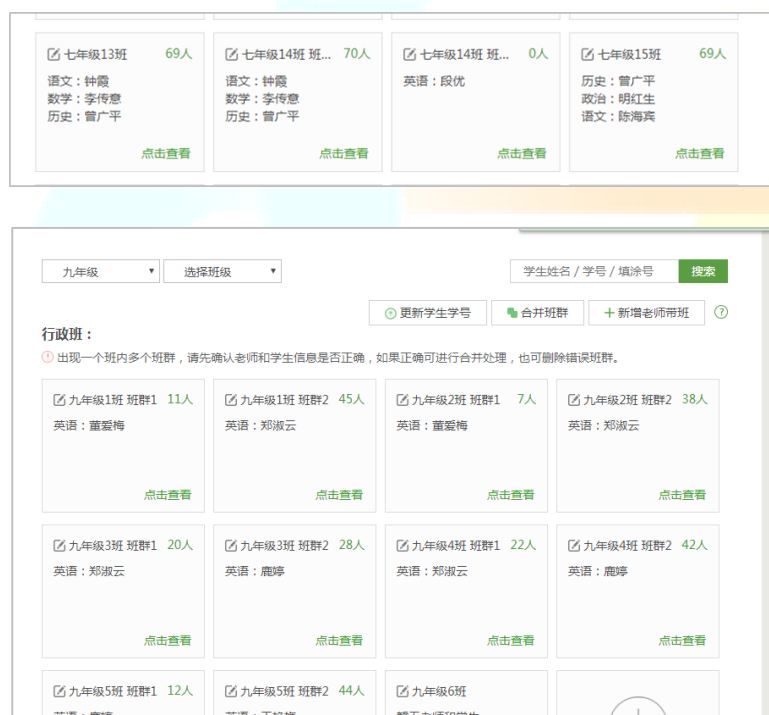 七年级13班 69人
语文：钟霞
数学：李传意
历史：曾广平
点击查看
七年级14班 班... 70人
语文：钟霞
数学：李传意
历史：曾广平
点击查看
七年级14班 班... 0人
英语：段优
点击查看
七年级15班 69人
历史：曾广平
政治：明红生
语文：陈海宾
点击查看
九年级 选择班级 学生姓名 / 学号 / 填涂号 搜索
更新学生学号 合并班群 新增老师带班
行政班：
出现一个班内多个班群，请先确认老师和学生信息是否正确，如果正确可进行合并处理，也可删除错误班群。
九年级1班 班群1 11人
英语：董爱梅
点击查看
九年级1班 班群2 45人
英语：郑淑云
点击查看
九年级2班 班群1 7人
英语：董爱梅
点击查看
九年级2班 班群2 38人
英语：郑淑云
点击查看
九年级3班 班群1 20人
英语：郑淑云
点击查看
九年级3班 班群2 28人
英语：鹿婷
点击查看
九年级4班 班群1 22人
英语：郑淑云
点击查看
九年级4班 班群2 42人
英语：鹿婷
点击查看
九年级5班 班群1 12人
九年级5班 班群2 44人
九年级6班